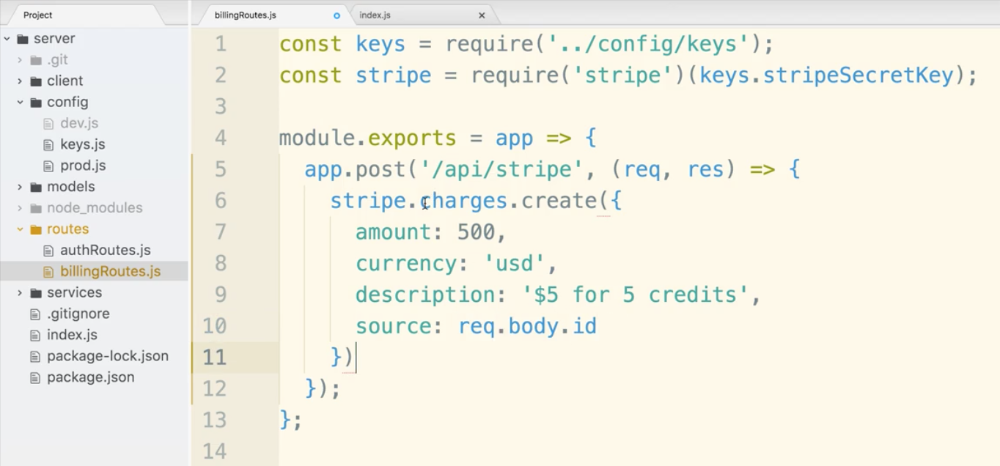 Project
server
.git
client
config
dev.js
keys.js
prod.js
models
node_modules
routes
authRoutes.js
billingRoutes.js
services
.gitignore
index.js
package-lock.json
package.json
billingRoutes.js
index.js
1 const keys = require('../config/keys');
2 const stripe = require('stripe')(keys.stripeSecretKey);
3
4 module.exports = app => {
5   app.post('/api/stripe', (req, res) => {
6     stripe.charges.create({
7       amount: 500,
8       currency: 'usd',
9       description: '$5 for 5 credits',
10       source: req.body.id
11     })
12   });
13 };
14